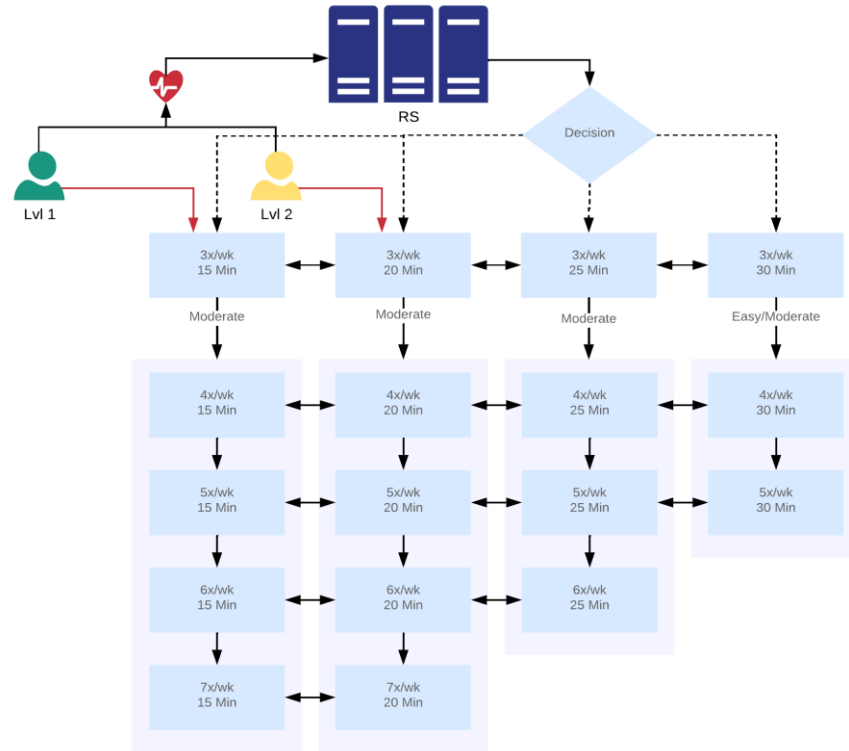 RS
Decision
Lvl 1
Lvl 2
3x/wk
15 Min
3x/wk
20 Min
3x/wk
25 Min
3x/wk
30 Min
Moderate
Moderate
Moderate
Easy/Moderate
4x/wk
15 Min
4x/wk
20 Min
4x/wk
25 Min
4x/wk
30 Min
5x/wk
15 Min
5x/wk
20 Min
5x/wk
25 Min
5x/wk
30 Min
6x/wk
15 Min
6x/wk
20 Min
6x/wk
25 Min
7x/wk
15 Min
7x/wk
20 Min